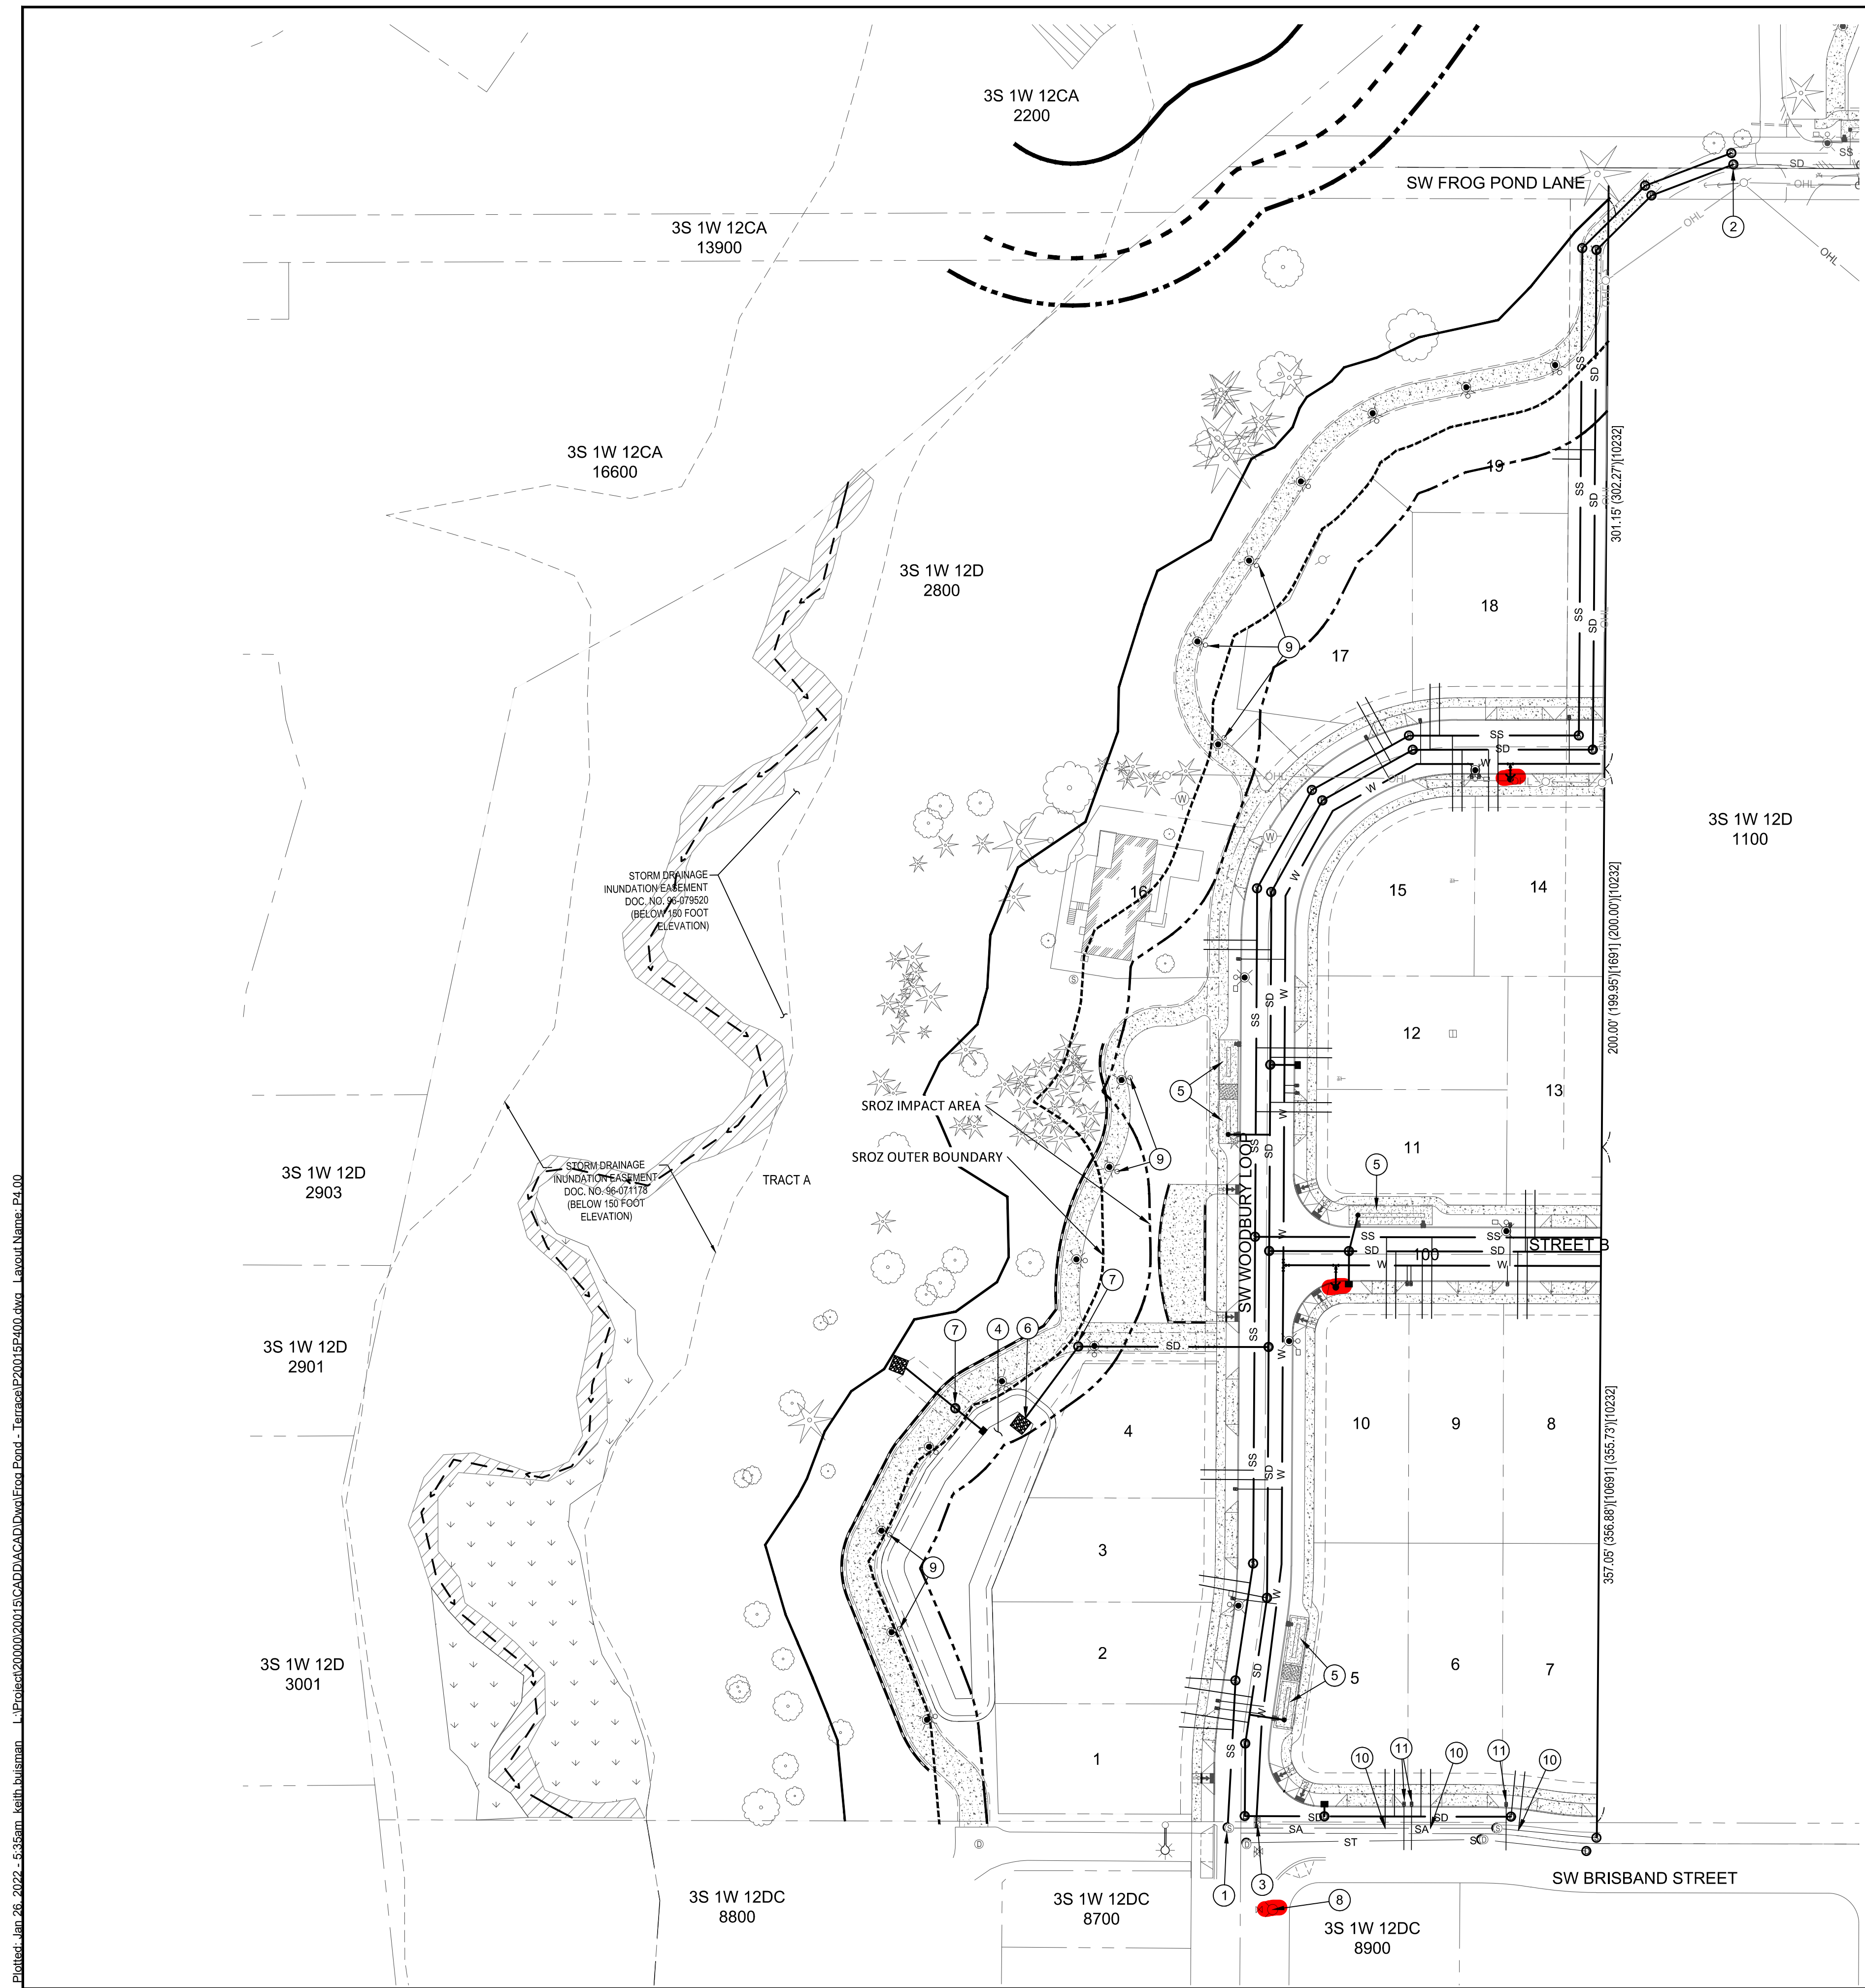 3S 1W 12CA
2200
SW FROG POND LANE
SS
SD
OHL
2
OHL
OHL
3S 1W 12CA
13900
SS
SD
3S 1W 12CA
16600
19
SS
SD
301.15' (302.27')[10232]
3S 1W 12D
2800
18
SS
SD
9
17
SS
SD
W
OHL
OHL
W
W
W
3S 1W 12D
1100
STORM DRAINAGE
INUNDATION EASEMENT
DOC. NO. 96-079520
(BELOW 150 FOOT
ELEVATION)
16
W
15
14
200.00' (199.95')[1691] (200.00')[10232]
S
SS
SD
W
12
13
5
SROZ IMPACT AREA
W
SROZ OUTER BOUNDARY
9
SS
SD
11
5
3S 1W 12D
2903
STORM DRAINAGE
INUNDATION EASEMENT
DOC. NO. 96-071178
(BELOW 150 FOOT
ELEVATION)
TRACT A
SW WOODBURY LOOP
W
SS
SS
SD
100
SD
STREET B
W
W
7
3S 1W 12D
2901
7
4
6
SD
SS
W
4
10
9
8
357.05' (356.88')[10691] (355.73')[10232]
SS
SD
W
3
9
W
2
3S 1W 12D
3001
SD
5
5
6
7
W
1
SS
10
11
10
11
10
SD
SD
SA
SA
S
S
D
D
ST
D
SW BRISBAND STREET
3S 1W 12DC
8800
3S 1W 12DC
8700
1
3
8
3S 1W 12DC
8900
Plotted: Jan 26, 2022 - 5:35am keith buisman L:\Project\20000\20015\CADD\ACAD\Dwg\Frog Pond - Terrace\P20015P400.dwg Layout Name: P4.00